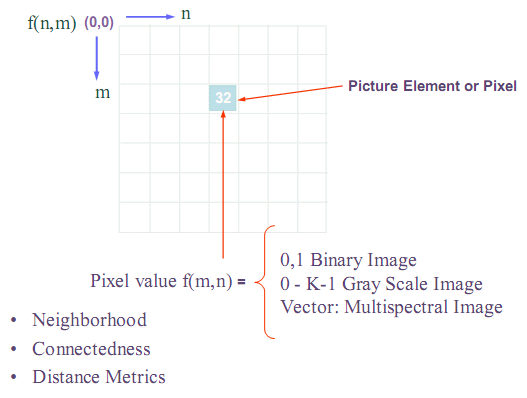 f(n,m) (0,0) n
m
32
Picture Element or Pixel
Pixel value f(m,n) =
0,1 Binary Image
0 - K-1 Gray Scale Image
Vector: Multispectral Image
• Neighborhood
• Connectedness
• Distance Metrics